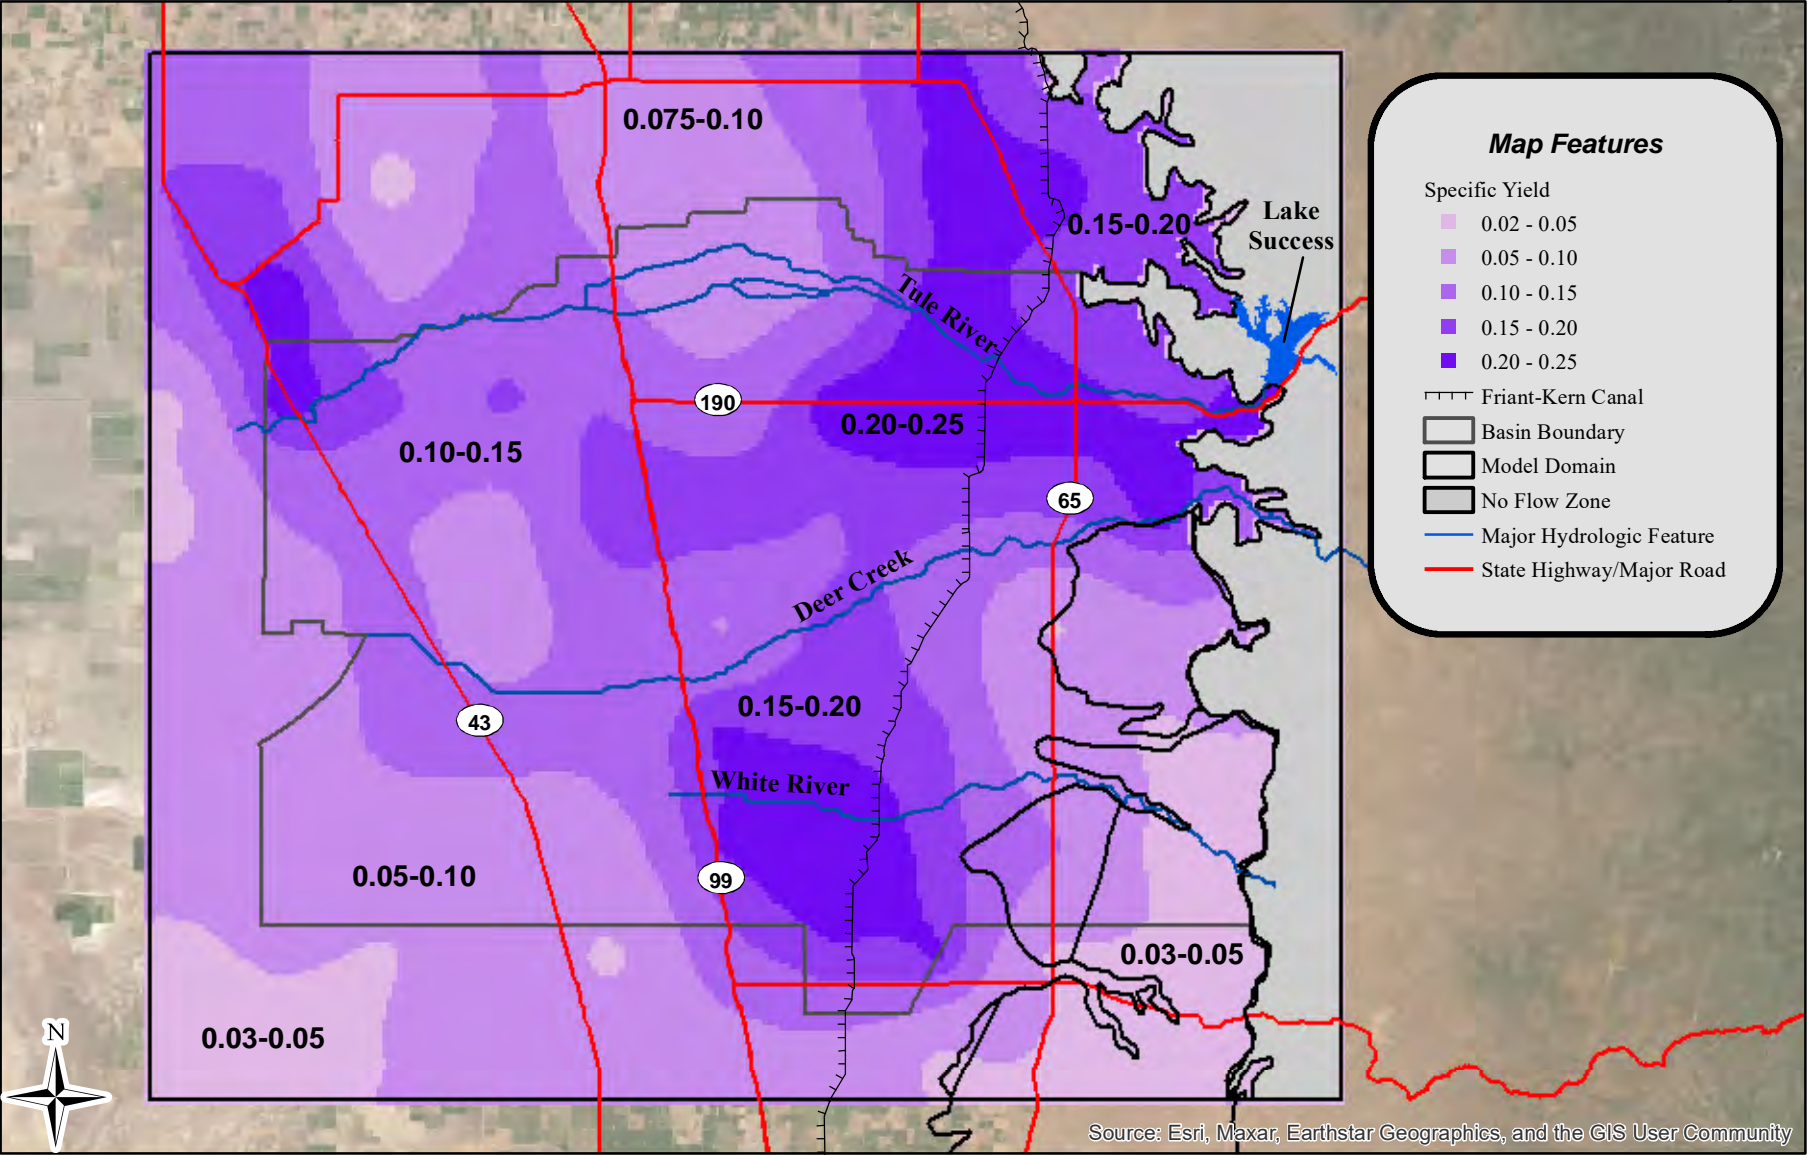 0.075-0.10
Map Features
Specific Yield
0.02 - 0.05
0.05 - 0.10
0.10 - 0.15
0.15 - 0.20
0.20 - 0.25
Friant-Kern Canal
Basin Boundary
Model Domain
No Flow Zone
Major Hydrologic Feature
State Highway/Major Road
0.15-0.20
Lake
Success
Tule River
190
0.20-0.25
0.10-0.15
65
Deer Creek
0.15-0.20
43
White River
0.05-0.10
99
0.03-0.05
0.03-0.05
N
Source: Esri, Maxar, Earthstar Geographics, and the GIS User Community